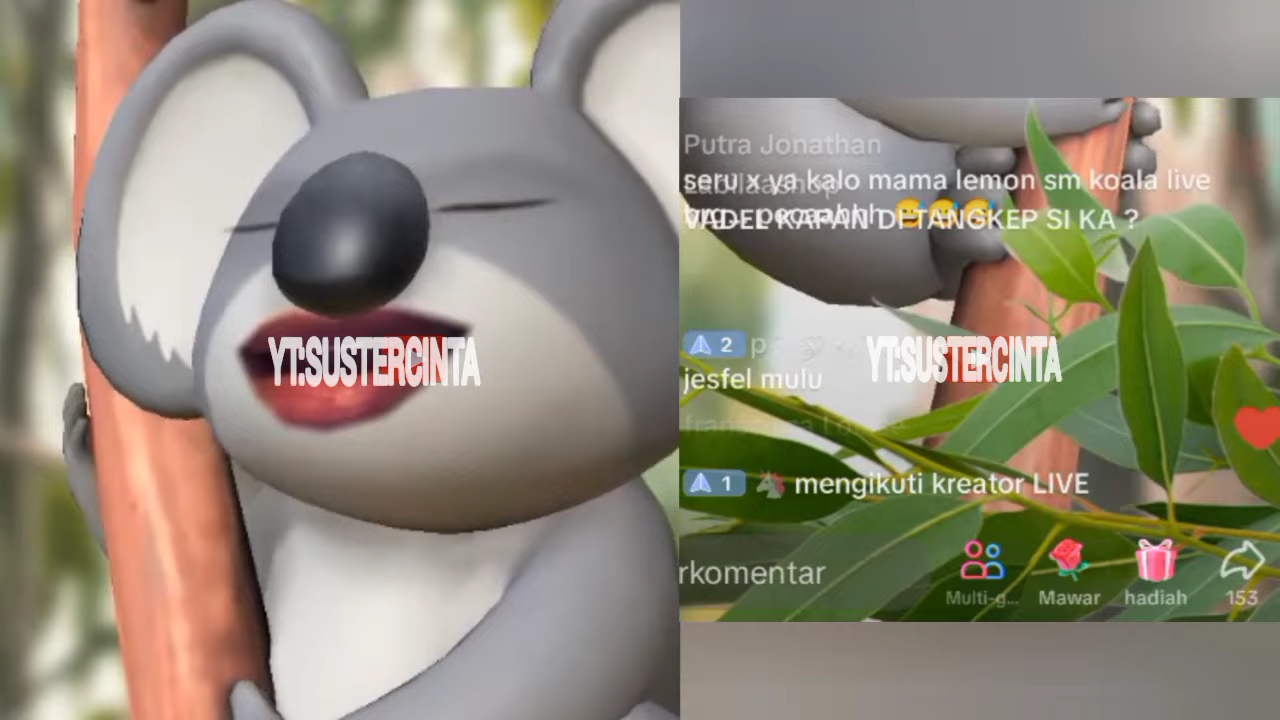 YT:SUSTERCINTA
Putra Jonathan
seru x ya kalo mama lemon sm koala live
VADEL KAPAN DITANGKEP SI KA ?
2 p
YT:SUSTERCINTA
jesfel mulu
1 mengikuti kreator LIVE
rkomentar
Multi-g... Mawar hadiah 153